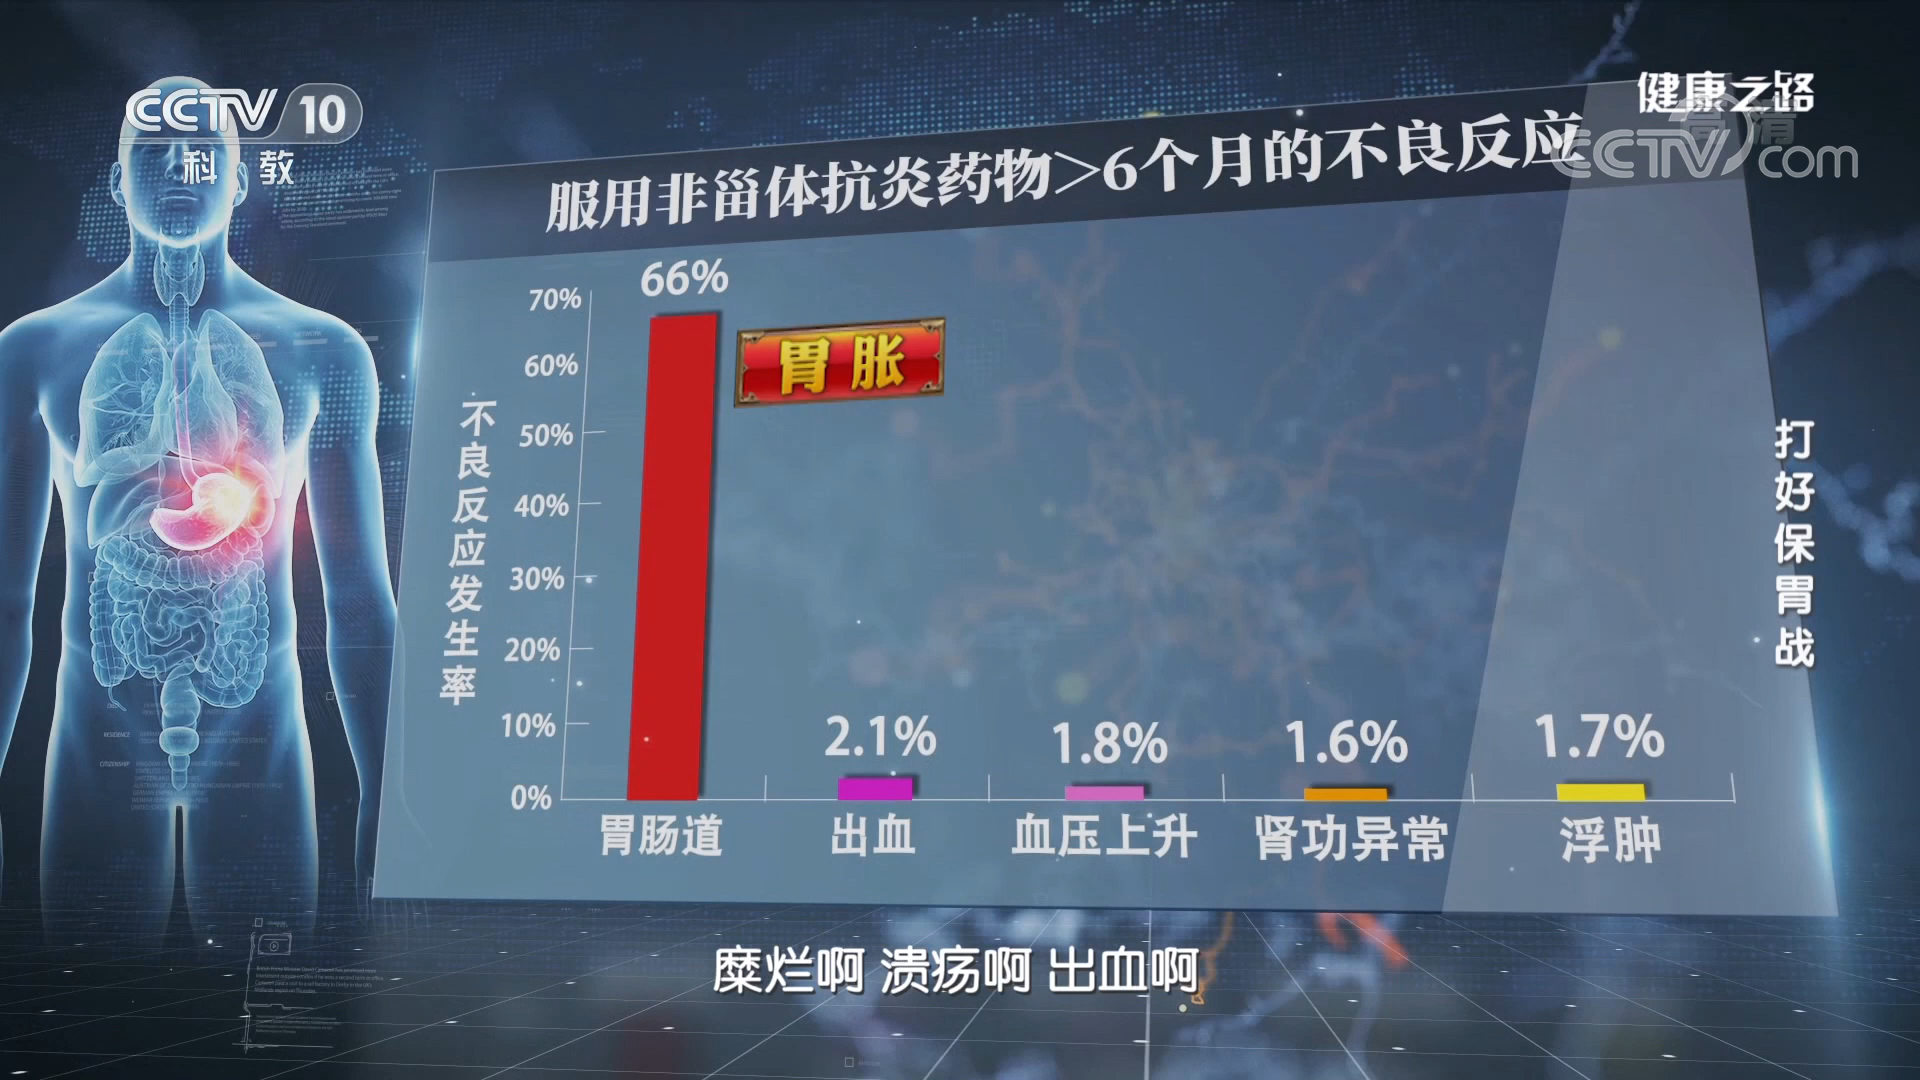 CCTV 10
科 教
健康之路
高清
CCTV com
服用非甾体抗炎药物>6个月的不良反应
不良反应发生率
70%
60%
50%
40%
30%
20%
10%
0%
66%
胃胀
2.1%
1.8%
1.6%
1.7%
胃肠道
出血
血压上升
肾功异常
浮肿
打好保胃战
糜烂啊 溃疡啊 出血啊
RESIDENCE
CITIZENSHIP